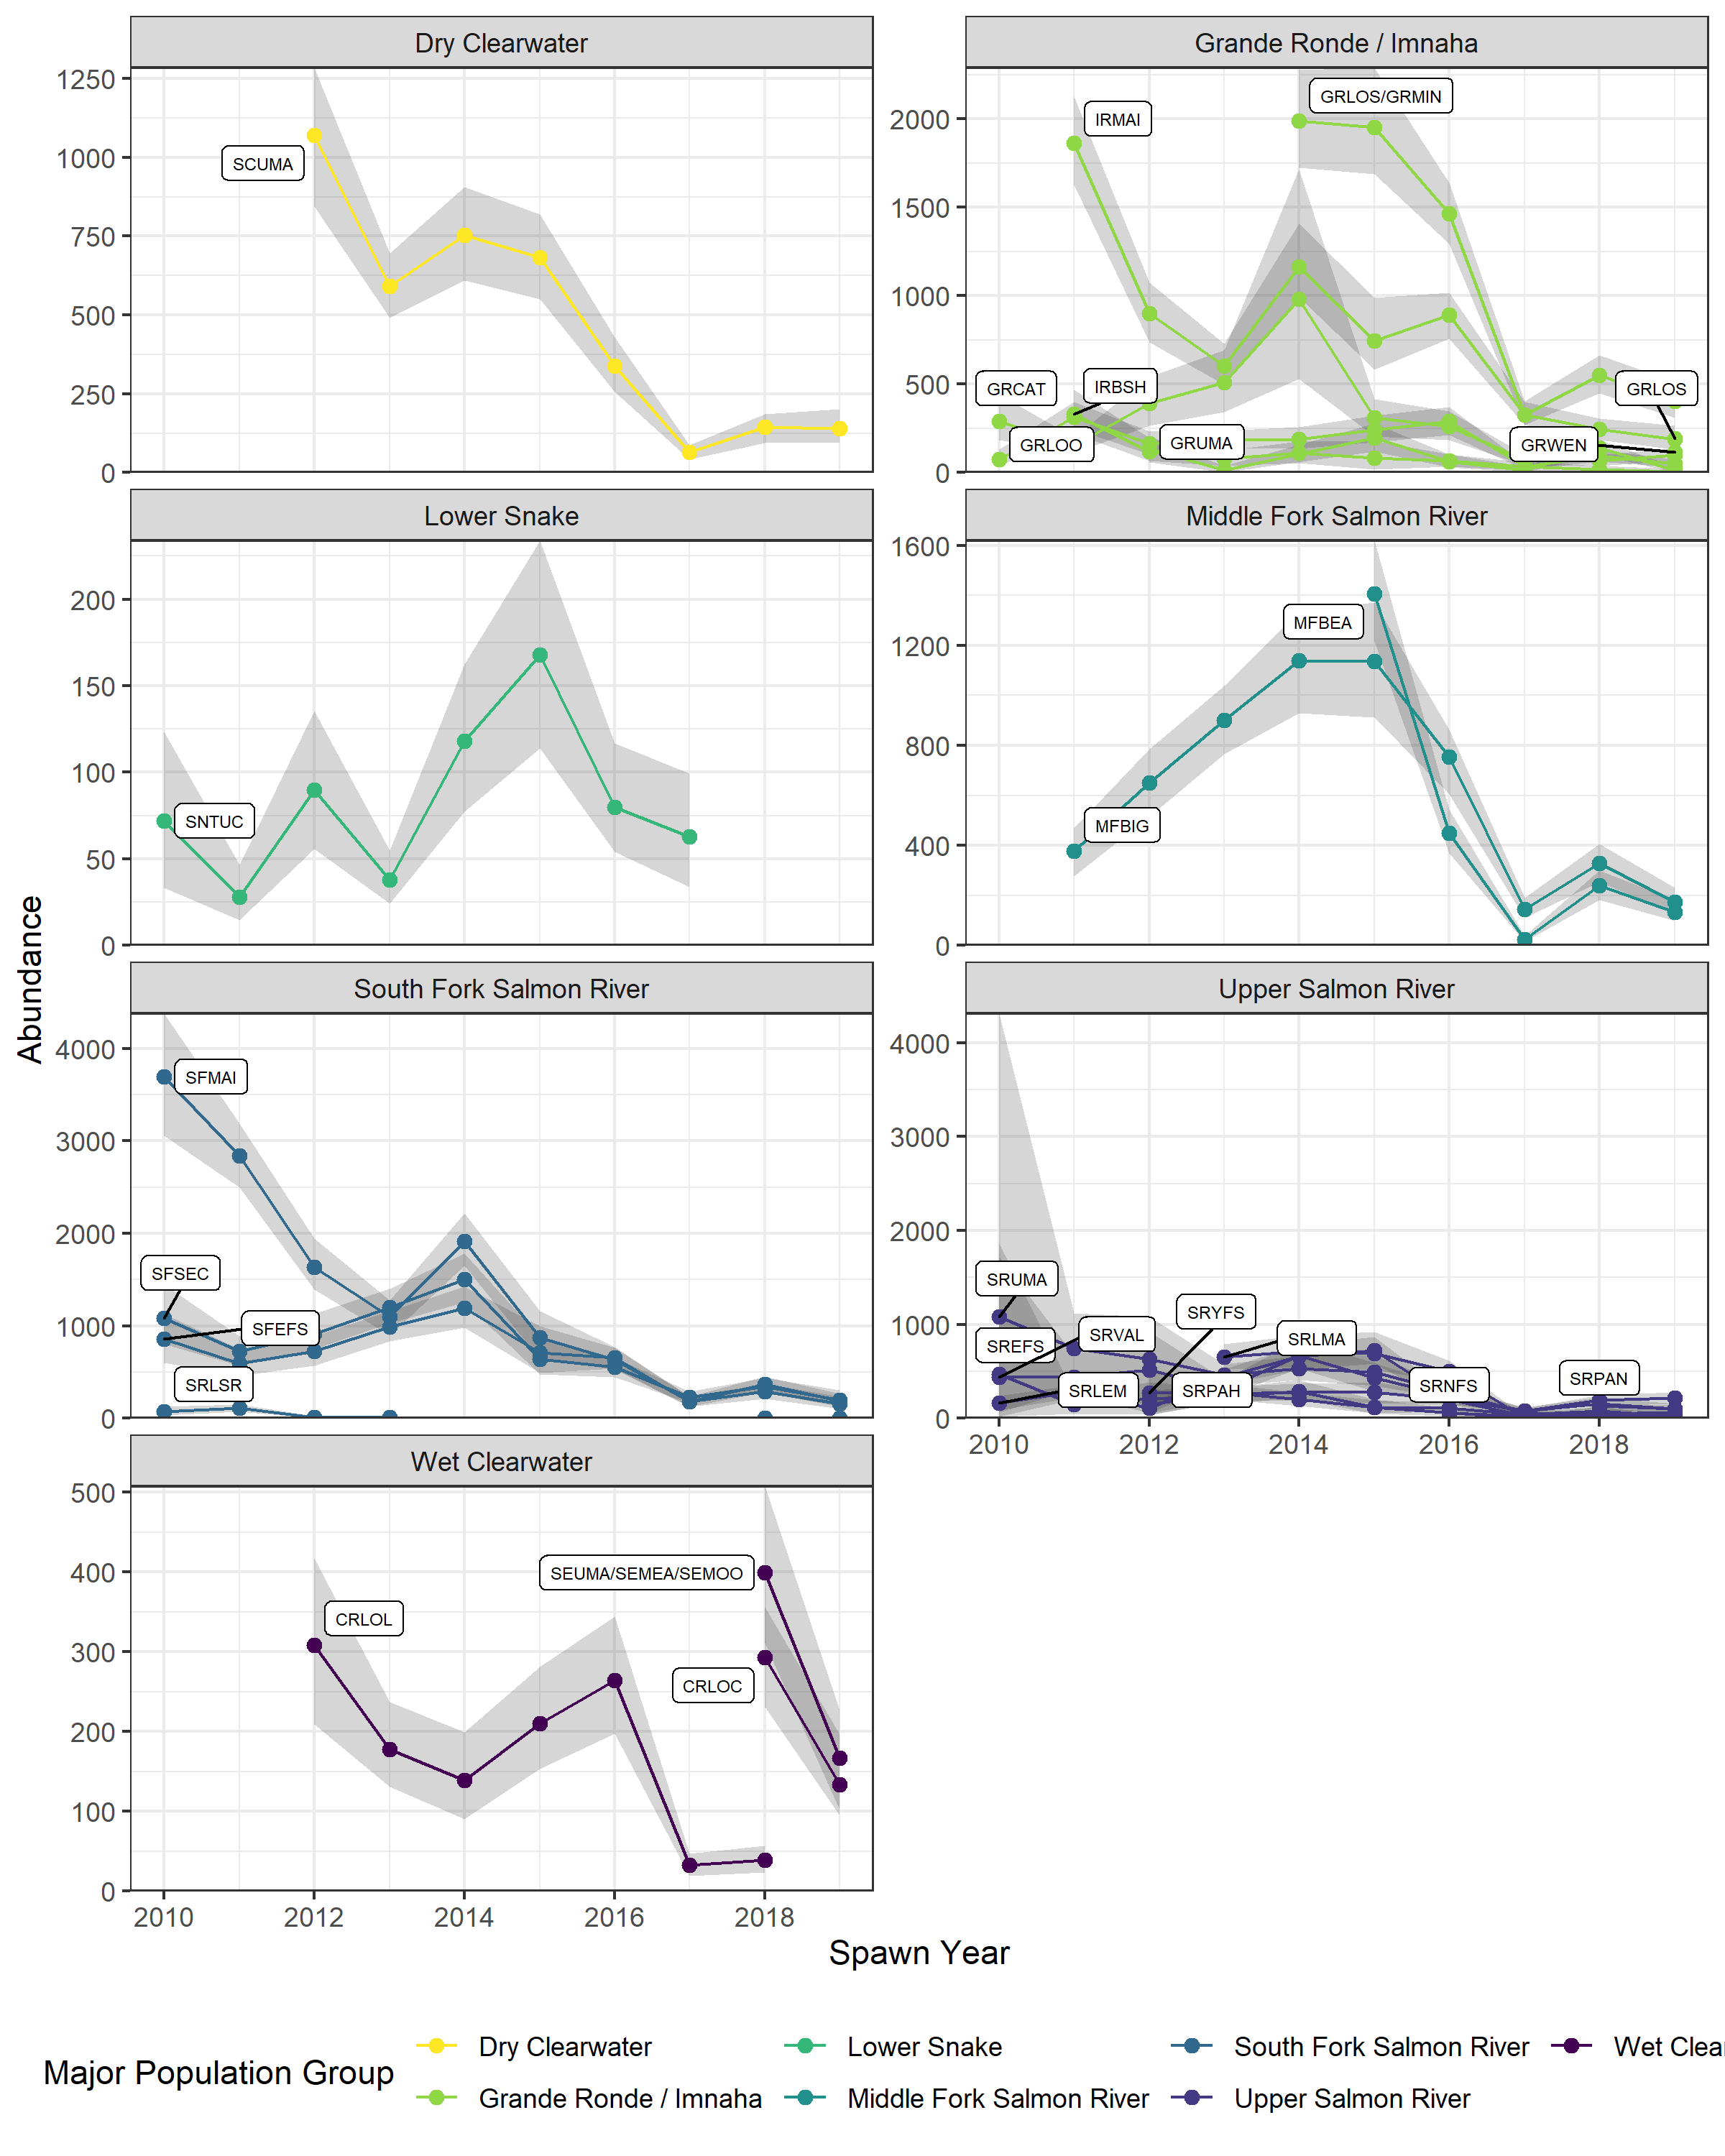 Dry Clearwater
Grande Ronde / Imnaha
1250
1000
750
500
250
0
SCUMA
2000
1500
1000
500
0
IRMAI
GRLOS/GRMIN
GRCAT
IRBSH
GRLOS
GRLOO
GRUMA
GRWEN
Lower Snake
Middle Fork Salmon River
200
150
100
50
0
SNTUC
1600
1200
800
400
0
MFBEA
MFBIG
Abundance
South Fork Salmon River
Upper Salmon River
4000
3000
2000
1000
0
SFMAI
SFSEC
SFEFS
SRLSR
4000
3000
2000
1000
0
SRUMA
SRYFS
SREFS
SRVAL
SRLMA
SRLEM
SRPAH
SRNFS
SRPAN
2010 2012 2014 2016 2018
Wet Clearwater
500
400
300
200
100
0
SEUMA/SEMEA/SEMOO
CRLOL
CRLOC
2010 2012 2014 2016 2018
Spawn Year
Major Population Group
Dry Clearwater
Lower Snake
South Fork Salmon River
Wet Clear
Grande Ronde / Imnaha
Middle Fork Salmon River
Upper Salmon River